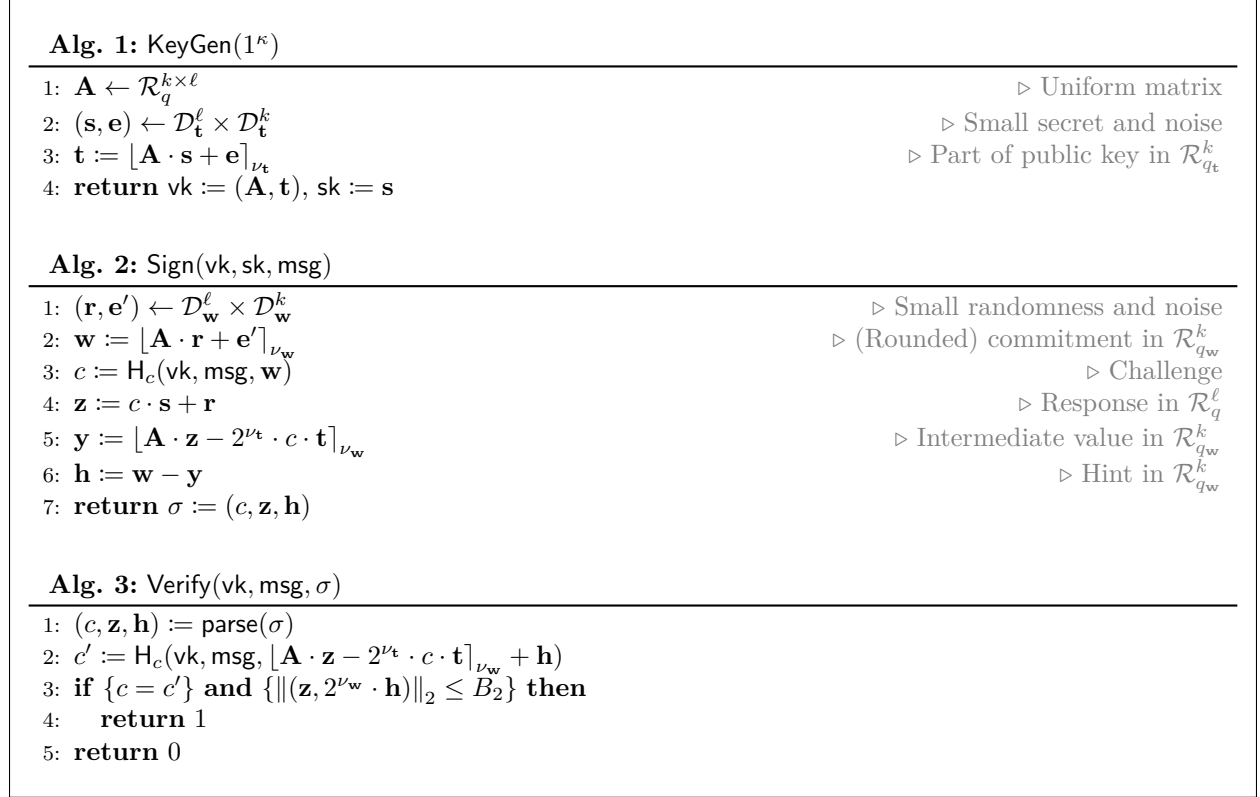 Alg. 1: KeyGen(1^κ)
1: A ← R_q^{k×ℓ} ▷ Uniform matrix
2: (s, e) ← D_t^ℓ × D_t^k ▷ Small secret and noise
3: t := ⌊A · s + e⌉_{ν_t} ▷ Part of public key in R_{q_t}^k
4: return vk := (A, t), sk := s
Alg. 2: Sign(vk, sk, msg)
1: (r, e′) ← D_w^ℓ × D_w^k ▷ Small randomness and noise
2: w := ⌊A · r + e′⌉_{ν_w} ▷ (Rounded) commitment in R_{q_w}^k
3: c := H_c(vk, msg, w) ▷ Challenge
4: z := c · s + r ▷ Response in R_q^ℓ
5: y := ⌊A · z − 2^{ν_t} · c · t⌉_{ν_w} ▷ Intermediate value in R_{q_w}^k
6: h := w − y ▷ Hint in R_{q_w}^k
7: return σ := (c, z, h)
Alg. 3: Verify(vk, msg, σ)
1: (c, z, h) := parse(σ)
2: c′ := H_c(vk, msg, ⌊A · z − 2^{ν_t} · c · t⌉_{ν_w} + h)
3: if {c = c′} and {‖(z, 2^{ν_w} · h)‖_2 ≤ B_2} then
4: return 1
5: return 0